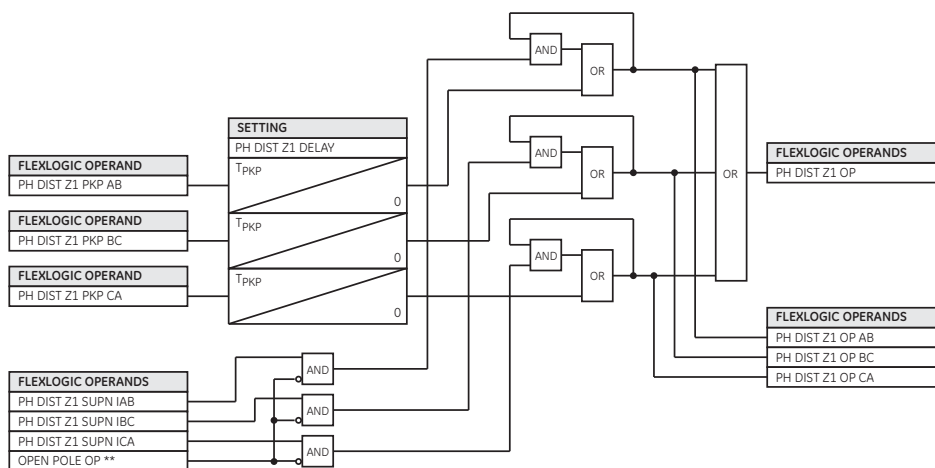 AND
OR
SETTING
PH DIST Z1 DELAY
FLEXLOGIC OPERAND
PH DIST Z1 PKP AB
TPKP
0
AND
OR
OR
FLEXLOGIC OPERANDS
PH DIST Z1 OP
FLEXLOGIC OPERAND
PH DIST Z1 PKP BC
TPKP
0
AND
OR
FLEXLOGIC OPERAND
PH DIST Z1 PKP CA
TPKP
0
FLEXLOGIC OPERANDS
PH DIST Z1 OP AB
PH DIST Z1 OP BC
PH DIST Z1 OP CA
FLEXLOGIC OPERANDS
PH DIST Z1 SUPN IAB
PH DIST Z1 SUPN IBC
PH DIST Z1 SUPN ICA
OPEN POLE OP **
AND
AND
AND